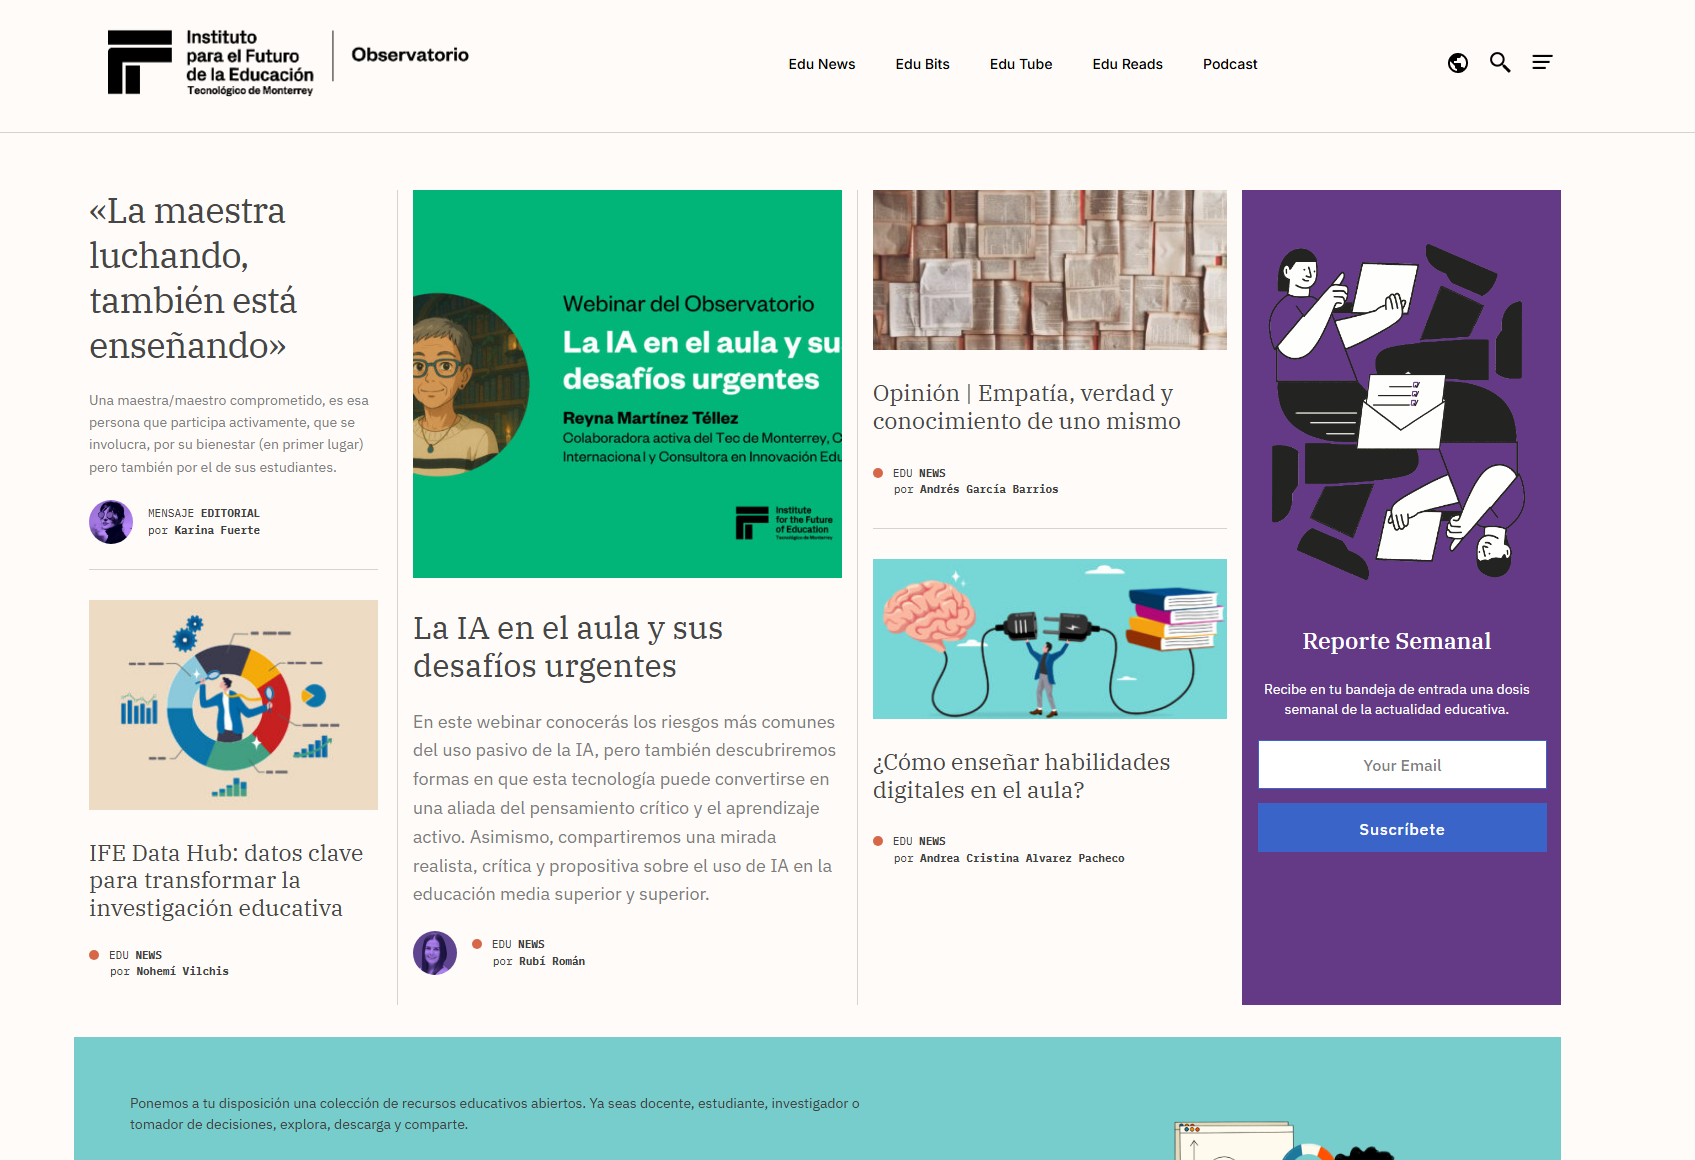 Instituto
para el Futuro
de la Educación
Tecnológico de Monterrey
Observatorio
Edu News
Edu Bits
Edu Tube
Edu Reads
Podcast
«La maestra
luchando,
también está
enseñando»
Una maestra/maestro comprometido, es esa
persona que participa activamente, que se
involucra, por su bienestar (en primer lugar)
pero también por el de sus estudiantes.
MENSAJE EDITORIAL
por Karina Fuerte
IFE Data Hub: datos clave
para transformar la
investigación educativa
EDU NEWS
por Nohemí Vilchis
Webinar del Observatorio
La IA en el aula y su
desafíos urgentes
Reyna Martínez Téllez
Colaboradora activa del Tec de Monterrey, C
Internacional y Consultora en Innovación Edu
Institute
for the Future
of Education
Tecnológico de Monterrey
La IA en el aula y sus
desafíos urgentes
En este webinar conocerás los riesgos más comunes
del uso pasivo de la IA, pero también descubriremos
formas en que esta tecnología puede convertirse en
una aliada del pensamiento crítico y el aprendizaje
activo. Asimismo, compartiremos una mirada
realista, crítica y propositiva sobre el uso de IA en la
educación media superior y superior.
EDU NEWS
por Rubí Román
Opinión | Empatía, verdad y
conocimiento de uno mismo
EDU NEWS
por Andrés García Barrios
¿Cómo enseñar habilidades
digitales en el aula?
EDU NEWS
por Andrea Cristina Alvarez Pacheco
Reporte Semanal
Recibe en tu bandeja de entrada una dosis
semanal de la actualidad educativa.
Your Email
Suscríbete
Ponemos a tu disposición una colección de recursos educativos abiertos. Ya seas docente, estudiante, investigador o
tomador de decisiones, explora, descarga y comparte.